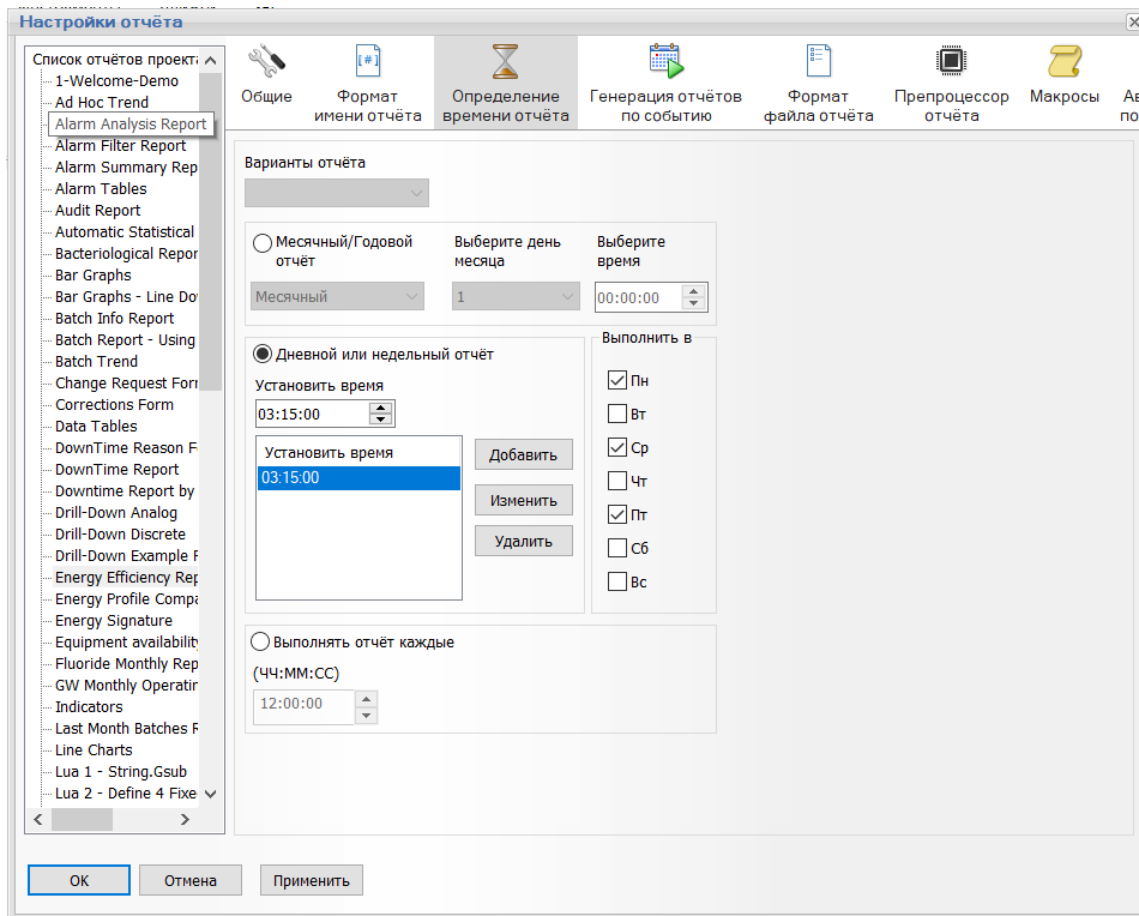 Настройки отчёта
Список отчётов проекта
1-Welcome-Demo
Ad Hoc Trend
Alarm Analysis Report
Alarm Filter Report
Alarm Summary Rep
Alarm Tables
Audit Report
Automatic Statistical
Bacteriological Repor
Bar Graphs
Bar Graphs - Line Do
Batch Info Report
Batch Report - Using
Batch Trend
Change Request For
Corrections Form
Data Tables
DownTime Reason F
DownTime Report
Downtime Report by
Drill-Down Analog
Drill-Down Discrete
Drill-Down Example
Energy Efficiency Rep
Energy Profile Compa
Energy Signature
Equipment availability
Fluoride Monthly Rep
GW Monthly Operatin
Indicators
Last Month Batches
Line Charts
Lua 1 - String.Gsub
Lua 2 - Define 4 Fixe
[#]
Общие
Формат
имени отчёта
Определение
времени отчёта
Генерация отчётов
по событию
Формат
файла отчёта
Препроцессор
отчёта
Макросы
Ав
по
Варианты отчёта
Месячный/Годовой
отчёт
Выберите день
месяца
Выберите
время
Месячный
1
00:00:00
Дневной или недельный отчёт
Установить время
03:15:00
Установить время
03:15:00
Добавить
Изменить
Удалить
Выполнить в
Пн
Вт
Ср
Чт
Пт
Сб
Вс
Выполнять отчёт каждые
(ЧЧ:ММ:СС)
12:00:00
OK
Отмена
Применить